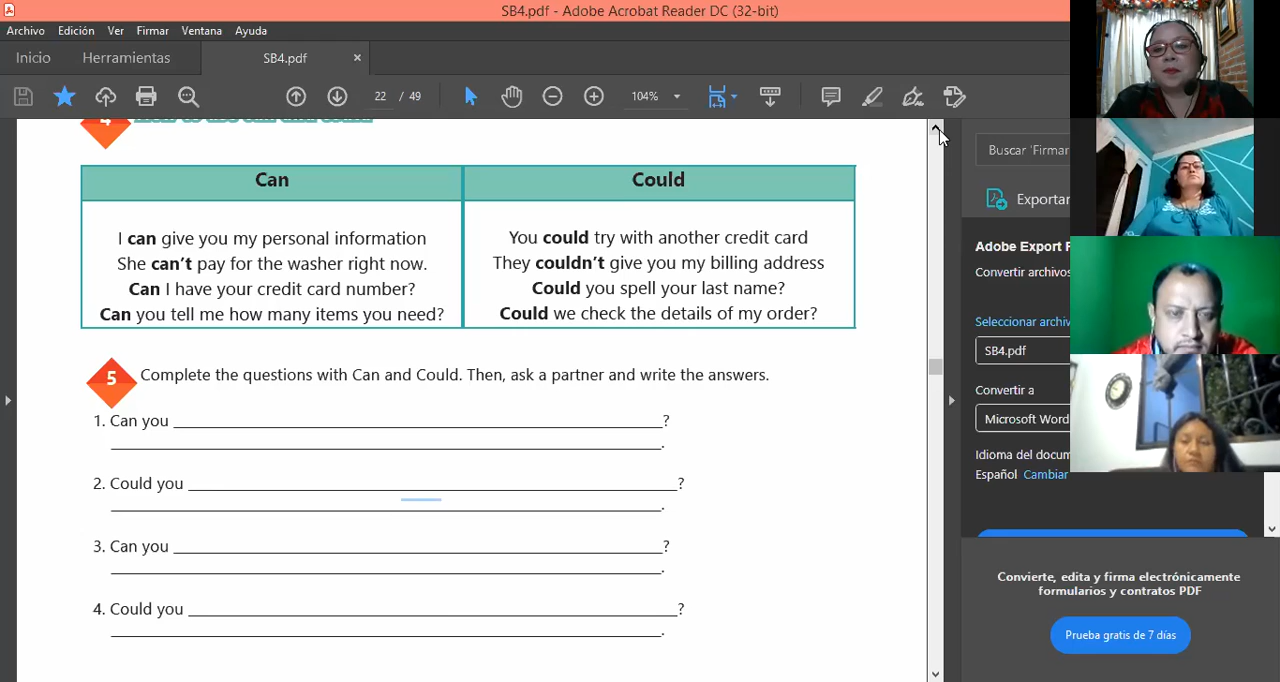 SB4.pdf - Adobe Acrobat Reader DC (32-bit)
Archivo Edición Ver Firmar Ventana Ayuda
Inicio Herramientas SB4.pdf ×
22 / 49 104%
Can Could
I can give you my personal information
She can't pay for the washer right now.
Can I have your credit card number?
Can you tell me how many items you need?
You could try with another credit card
They couldn't give you my billing address
Could you spell your last name?
Could we check the details of my order?
5 Complete the questions with Can and Could. Then, ask a partner and write the answers.
1. Can you ?
.
2. Could you ?
.
3. Can you ?
.
4. Could you ?
.
Buscar 'Firmar
Exportar
Adobe Export
Convertir archivos
Seleccionar archiv
SB4.pdf
Convertir a
Microsoft Word
Idioma del docum
Español Cambiar
Convierte, edita y firma electrónicamente
formularios y contratos PDF
Prueba gratis de 7 días